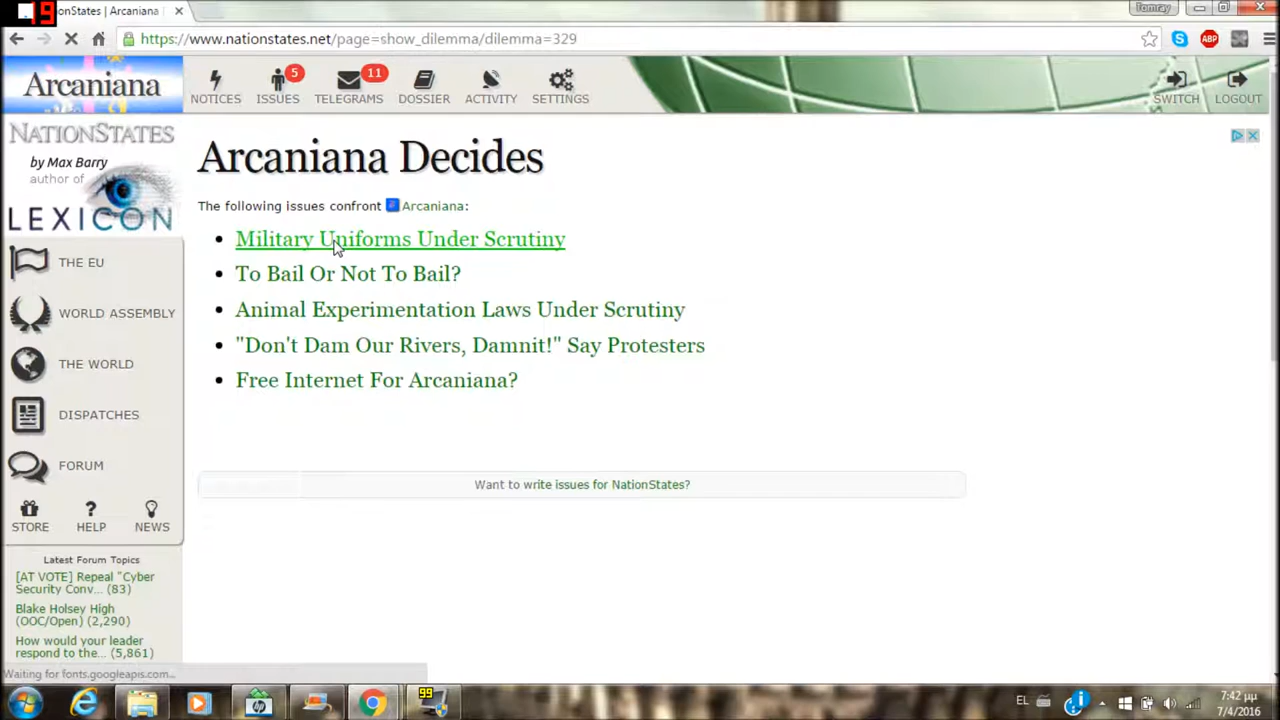 19
onStates | Arcaniana
Tomray
https://www.nationstates.net/page=show_dilemma/dilemma=329
ABP
Arcaniana
NOTICES
5
ISSUES
11
TELEGRAMS
DOSSIER
ACTIVITY
SETTINGS
SWITCH
LOGOUT
NATIONSTATES
by Max Barry
author of
LEXICON
THE EU
WORLD ASSEMBLY
THE WORLD
DISPATCHES
FORUM
STORE
HELP
NEWS
Latest Forum Topics
[AT VOTE] Repeal "Cyber
Security Conv... (83)
Blake Holsey High
(OOC/Open) (2,290)
How would your leader
respond to the... (5,861)
Arcaniana Decides
The following issues confront Arcaniana:
• Military Uniforms Under Scrutiny
• To Bail Or Not To Bail?
• Animal Experimentation Laws Under Scrutiny
• "Don't Dam Our Rivers, Damnit!" Say Protesters
• Free Internet For Arcaniana?
Want to write issues for NationStates?
Waiting for fonts.googleapis.com...
99
EL
7:42 μμ
7/4/2016